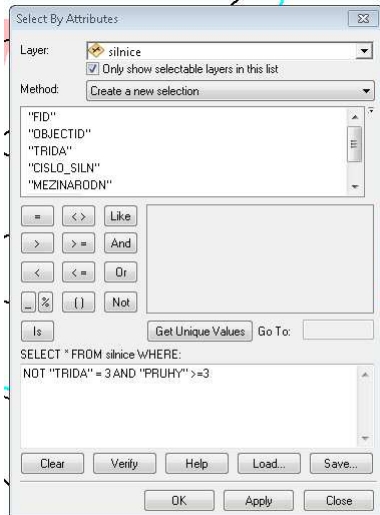 Select By Attributes
Layer: silnice
Only show selectable layers in this list
Method: Create a new selection
"FID"
"OBJECTID"
"TRIDA"
"CISLO_SILN"
"MEZINARODN"
= < > Like
> > = And
< < = Or
_ % ( ) Not
Is Get Unique Values Go To:
SELECT * FROM silnice WHERE:
NOT "TRIDA" = 3 AND "PRUHY" >=3
Clear Verify Help Load... Save...
OK Apply Close